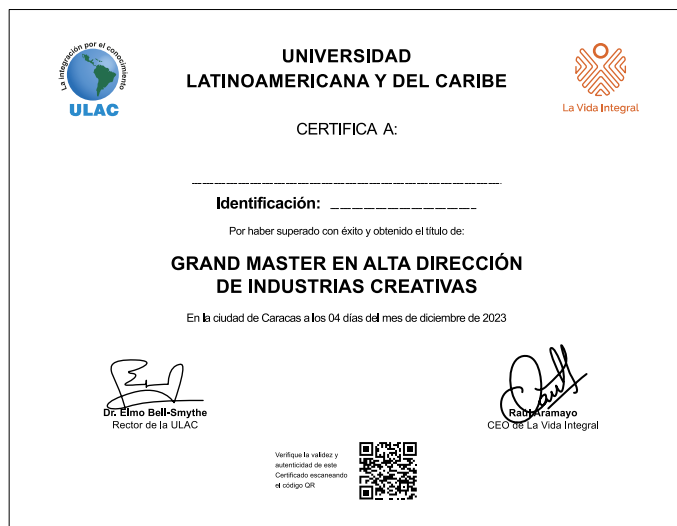 La integración por el conocimiento
ULAC
UNIVERSIDAD
LATINOAMERICANA Y DEL CARIBE
La Vida Integral
CERTIFICA A:
Identificación:
Por haber superado con éxito y obtenido el título de:
GRAND MASTER EN ALTA DIRECCIÓN
DE INDUSTRIAS CREATIVAS
En la ciudad de Caracas a los 04 días del mes de diciembre de 2023
Dr. Elmo Bell-Smythe
Rector de la ULAC
Raúl Aramayo
CEO de La Vida Integral
Verifique la validez y
autenticidad de este
Certificado escaneando
el código QR